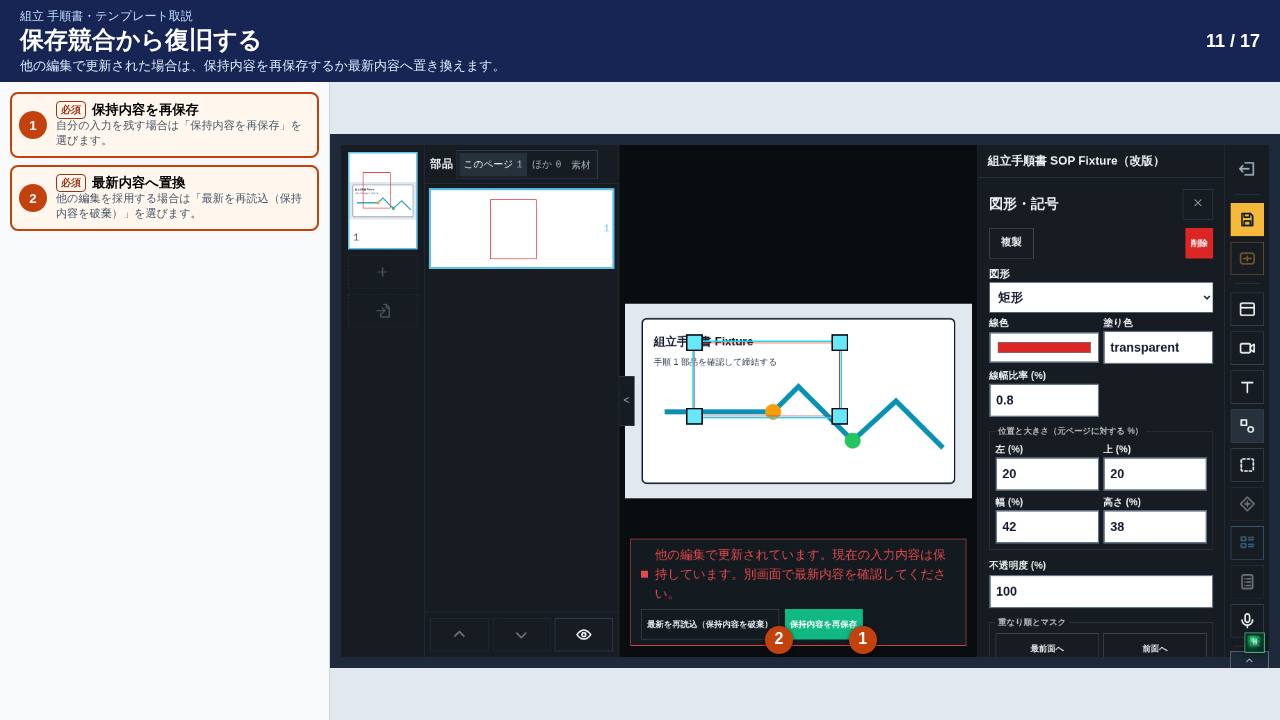 組立 手順書・テンプレート取説
保存競合から復旧する
他の編集で更新された場合は、保持内容を再保存するか最新内容へ置き換えます。
11 / 17
1
必須 保持内容を再保存
自分の入力を残す場合は「保持内容を再保存」を
選びます。
2
必須 最新内容へ置換
他の編集を採用する場合は「最新を再読込（保持
内容を破棄）」を選びます。
1
部品 このページ 1 ほか 0 素材
1
<
組立手順書 Fixture
手順 1 部品を確認して締結する
他の編集で更新されています。現在の入力内容は保
持しています。別画面で最新内容を確認してくださ
い。
最新を再読込（保持内容を破棄） 保持内容を再保存
2 1
組立手順書 SOP Fixture（改版）
図形・記号
複製 削除
図形
矩形
線色 塗り色
transparent
線幅比率 (%)
0.8
位置と大きさ（元ページに対する %）
左 (%) 上 (%)
20 20
幅 (%) 高さ (%)
42 38
不透明度 (%)
100
重なり順とマスク
最前面へ 前面へ